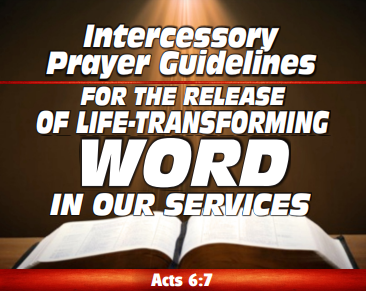 Intercessory
Prayer Guidelines
FOR THE RELEASE
OF LIFE-TRANSFORMING
WORD
IN OUR SERVICES
Acts 6:7